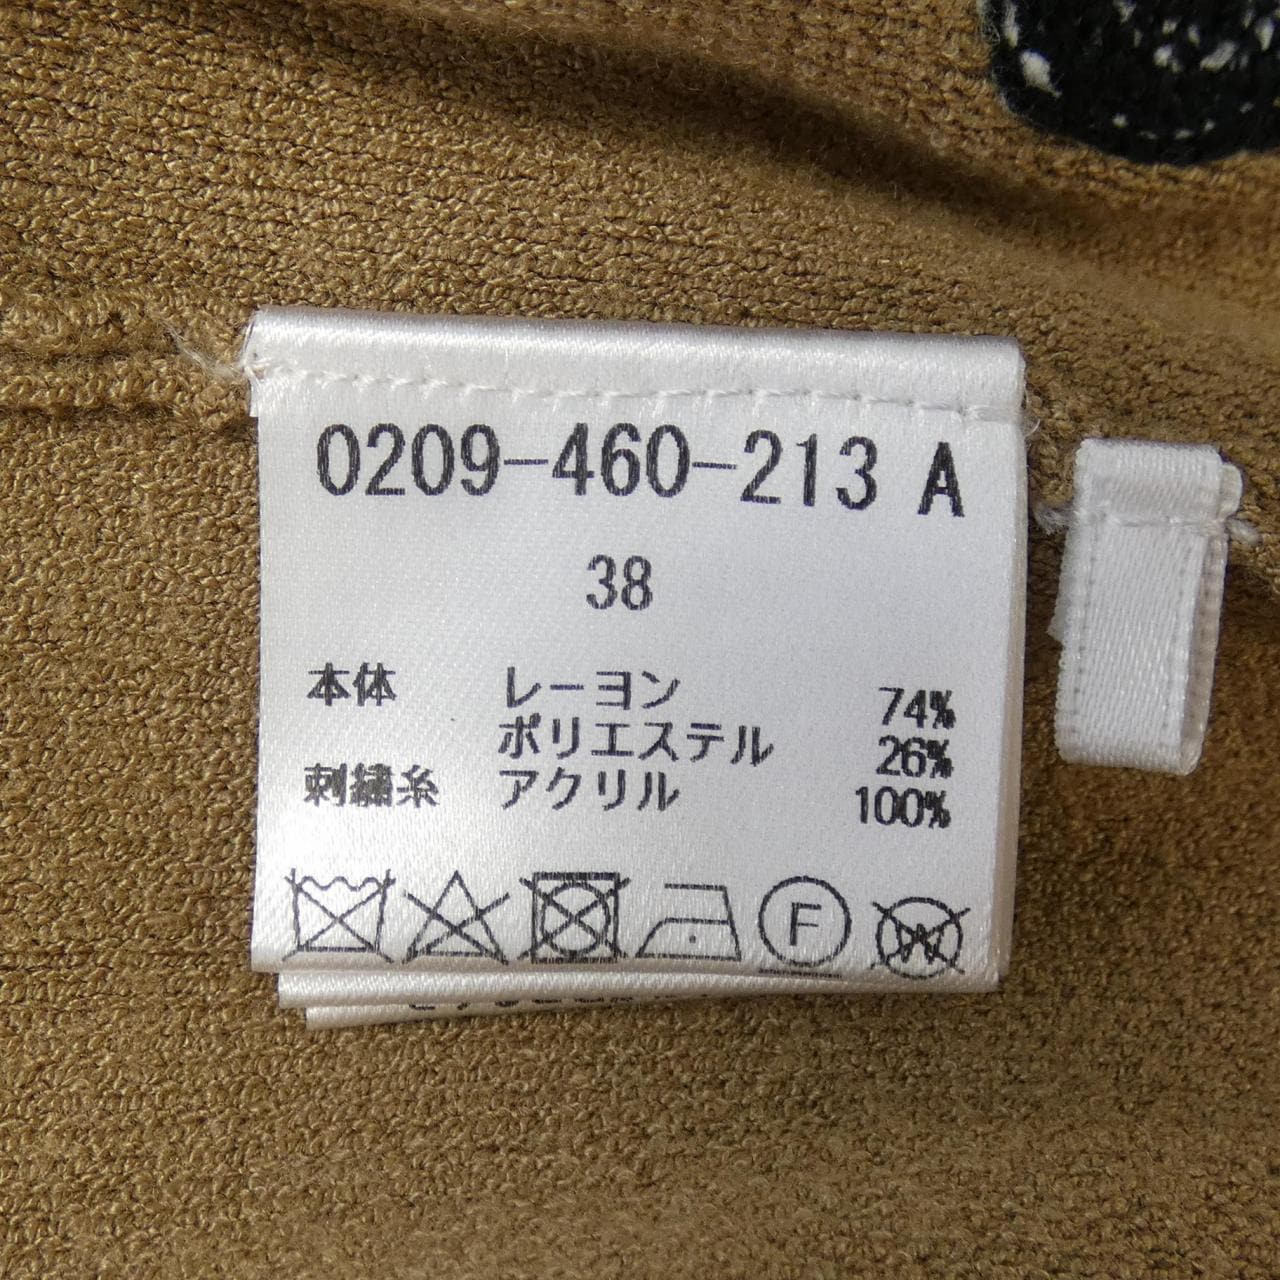 0209-460-213 A
38
本体 レーヨン 74%
ポリエステル 26%
刺繍糸 アクリル 100%
F
W